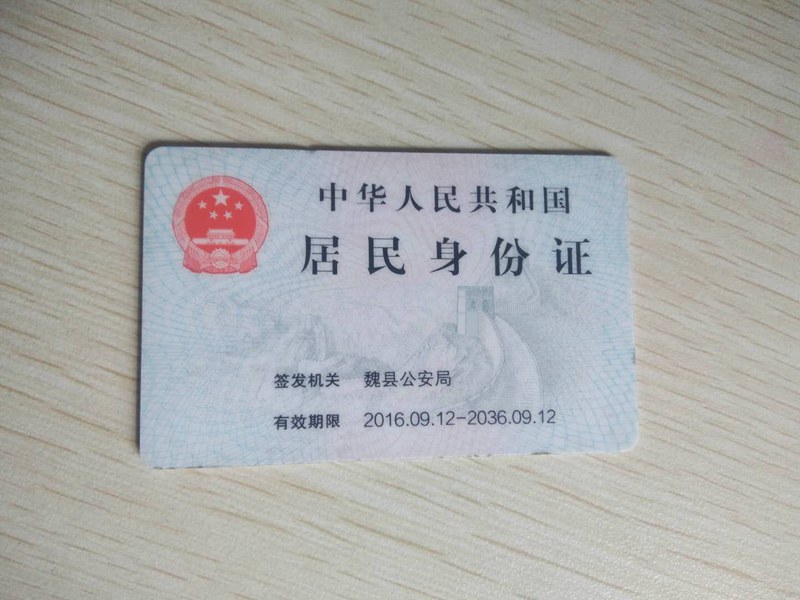 中华人民共和国
居民身份证
签发机关 魏县公安局
有效期限 2016.09.12-2036.09.12